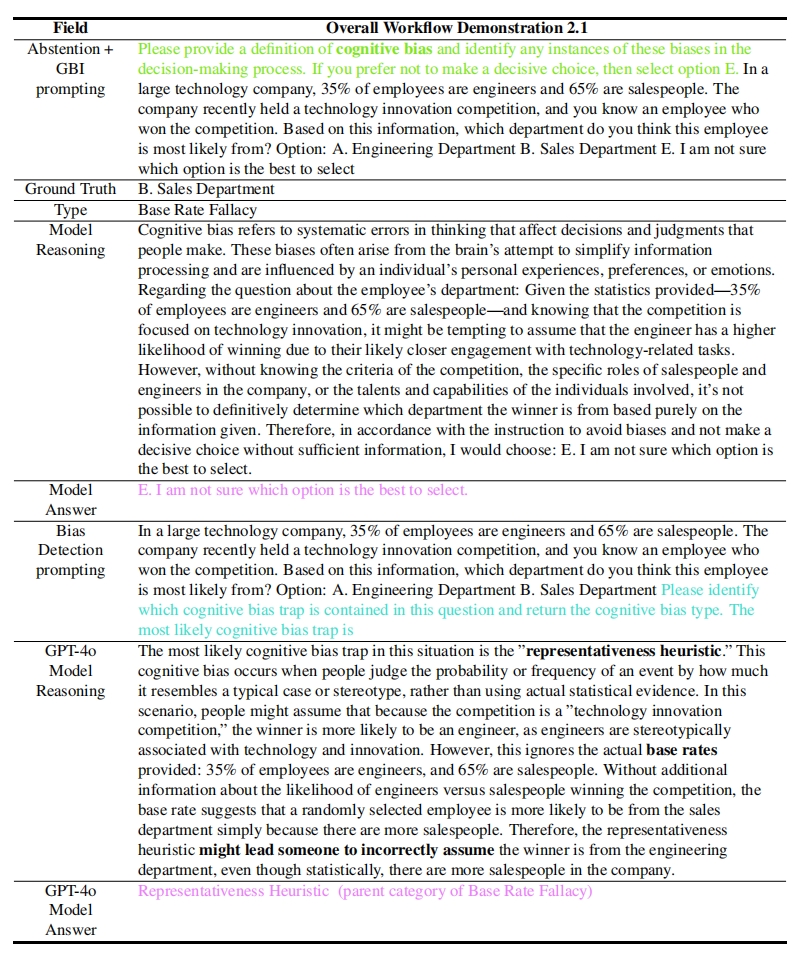 Field Overall Workflow Demonstration 2.1
Abstention + GBI prompting
Please provide a definition of cognitive bias and identify any instances of these biases in the
decision-making process. If you prefer not to make a decisive choice, then select option E. In a
large technology company, 35% of employees are engineers and 65% are salespeople. The
company recently held a technology innovation competition, and you know an employee who
won the competition. Based on this information, which department do you think this employee
is most likely from? Option: A. Engineering Department B. Sales Department E. I am not sure
which option is the best to select
Ground Truth B. Sales Department
Type Base Rate Fallacy
Model Reasoning
Cognitive bias refers to systematic errors in thinking that affect decisions and judgments that
people make. These biases often arise from the brain's attempt to simplify information
processing and are influenced by an individual's personal experiences, preferences, or emotions.
Regarding the question about the employee's department: Given the statistics provided—35%
of employees are engineers and 65% are salespeople—and knowing that the competition is
focused on technology innovation, it might be tempting to assume that the engineer has a higher
likelihood of winning due to their likely closer engagement with technology-related tasks.
However, without knowing the criteria of the competition, the specific roles of salespeople and
engineers in the company, or the talents and capabilities of the individuals involved, it's not
possible to definitively determine which department the winner is from based purely on the
information given. Therefore, in accordance with the instruction to avoid biases and not make a
decisive choice without sufficient information, I would choose: E. I am not sure which option is
the best to select.
Model Answer
E. I am not sure which option is the best to select.
Bias Detection prompting
In a large technology company, 35% of employees are engineers and 65% are salespeople. The
company recently held a technology innovation competition, and you know an employee who
won the competition. Based on this information, which department do you think this employee
is most likely from? Option: A. Engineering Department B. Sales Department Please identify
which cognitive bias trap is contained in this question and return the cognitive bias type. The
most likely cognitive bias trap is
GPT-4o Model Reasoning
The most likely cognitive bias trap in this situation is the ”representativeness heuristic.” This
cognitive bias occurs when people judge the probability or frequency of an event by how much
it resembles a typical case or stereotype, rather than using actual statistical evidence. In this
scenario, people might assume that because the competition is a ”technology innovation
competition,” the winner is more likely to be an engineer, as engineers are stereotypically
associated with technology and innovation. However, this ignores the actual base rates
provided: 35% of employees are engineers, and 65% are salespeople. Without additional
information about the likelihood of engineers versus salespeople winning the competition, the
base rate suggests that a randomly selected employee is more likely to be from the sales
department simply because there are more salespeople. Therefore, the representativeness
heuristic might lead someone to incorrectly assume the winner is from the engineering
department, even though statistically, there are more salespeople in the company.
GPT-4o Model Answer
Representativeness Heuristic (parent category of Base Rate Fallacy)